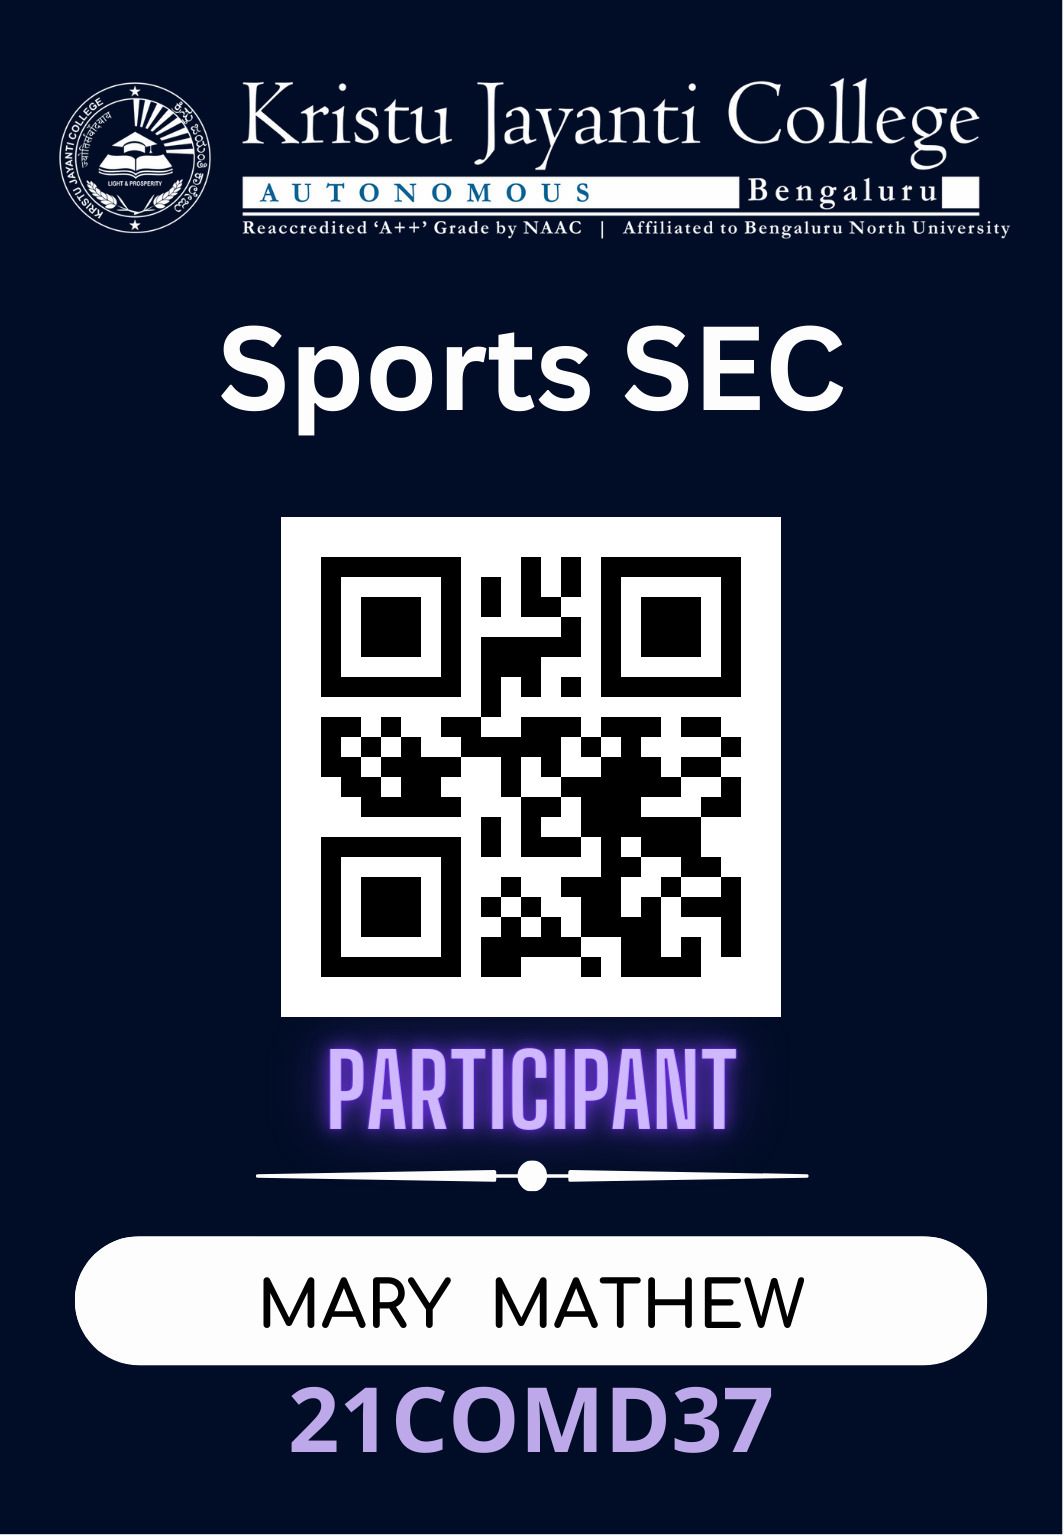 Kristu Jayanti College
AUTONOMOUS Bengaluru
Reaccredited ‘A++’ Grade by NAAC | Affiliated to Bengaluru North University
KRISTU JAYANTI COLLEGE
LIGHT & PROSPERITY
Sports SEC
PARTICIPANT
MARY MATHEW
21COMD37